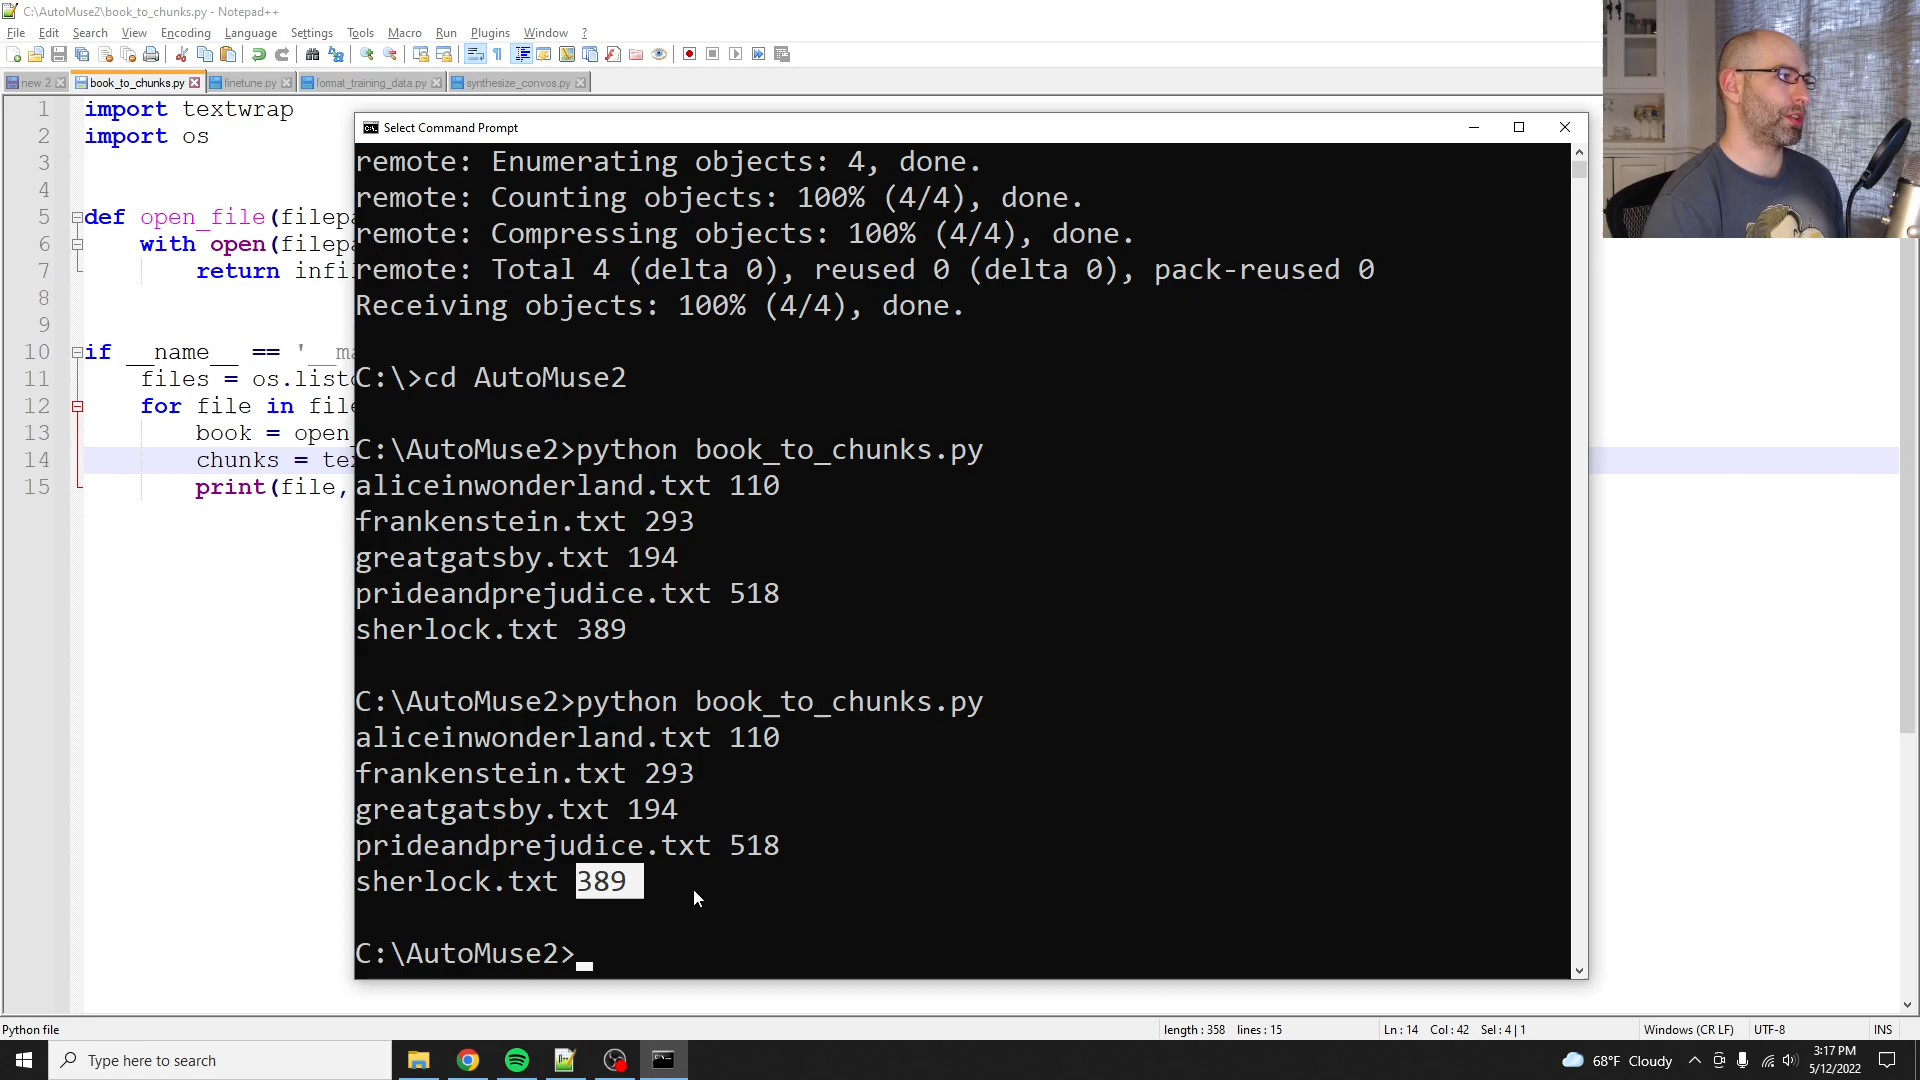 C:\AutoMuse2\book_to_chunks.py - Notepad++
File Edit Search View Encoding Language Settings Tools Macro Run Plugins Window ?
new 2 book_to_chunks.py finetune.py format_training_data.py synthesize_convos.py
1 import textwrap
2 import os
3
4
5 def open_file(filepa
6 with open(filepa
7 return infi
8
9
10 if __name__ == '__ma
11 files = os.listd
12 for file in file
13 book = open_
14 chunks = tex
15 print(file,
Select Command Prompt
remote: Enumerating objects: 4, done.
remote: Counting objects: 100% (4/4), done.
remote: Compressing objects: 100% (4/4), done.
remote: Total 4 (delta 0), reused 0 (delta 0), pack-reused 0
Receiving objects: 100% (4/4), done.
C:\>cd AutoMuse2
C:\AutoMuse2>python book_to_chunks.py
aliceinwonderland.txt 110
frankenstein.txt 293
greatgatsby.txt 194
prideandprejudice.txt 518
sherlock.txt 389
C:\AutoMuse2>python book_to_chunks.py
aliceinwonderland.txt 110
frankenstein.txt 293
greatgatsby.txt 194
prideandprejudice.txt 518
sherlock.txt 389
C:\AutoMuse2>
Python file length : 358 lines : 15 Ln : 14 Col : 42 Sel : 4 | 1 Windows (CR LF) UTF-8 INS
Type here to search
68°F Cloudy
3:17 PM
5/12/2022